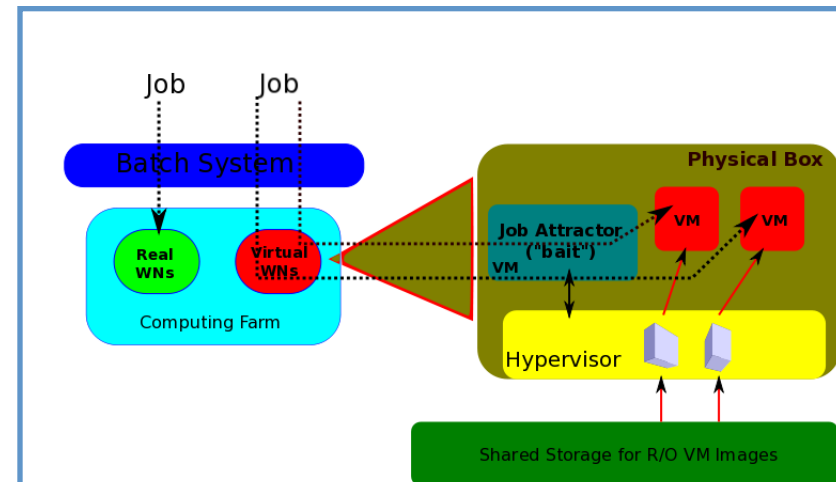 Job
Job
Batch System
Real
WNs
Virtual
WNs
Computing Farm
Physical Box
Job Attractor
("bait")
VM
VM
VM
Hypervisor
Shared Storage for R/O VM Images